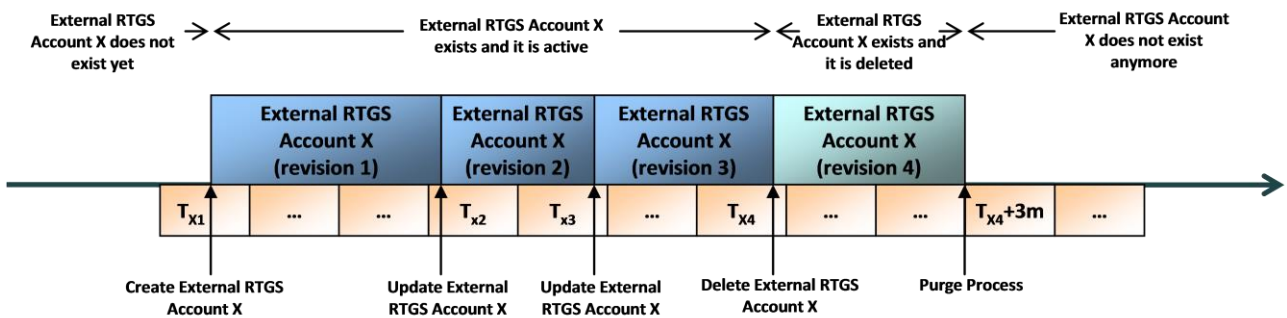 External RTGS
Account X does not
exist yet
External RTGS Account X
exists and it is active
External RTGS
Account X exists and
it is deleted
External RTGS Account
X does not exist
anymore
External RTGS
Account X
(revision 1)
External RTGS
Account X
(revision 2)
External RTGS
Account X
(revision 3)
External RTGS
Account X
(revision 4)
TX1
...
...
Tx2
Tx3
...
TX4
...
...
TX4+3m
...
Create External RTGS
Account X
Update External
RTGS Account X
Update External
RTGS Account X
Delete External RTGS
Account X
Purge Process